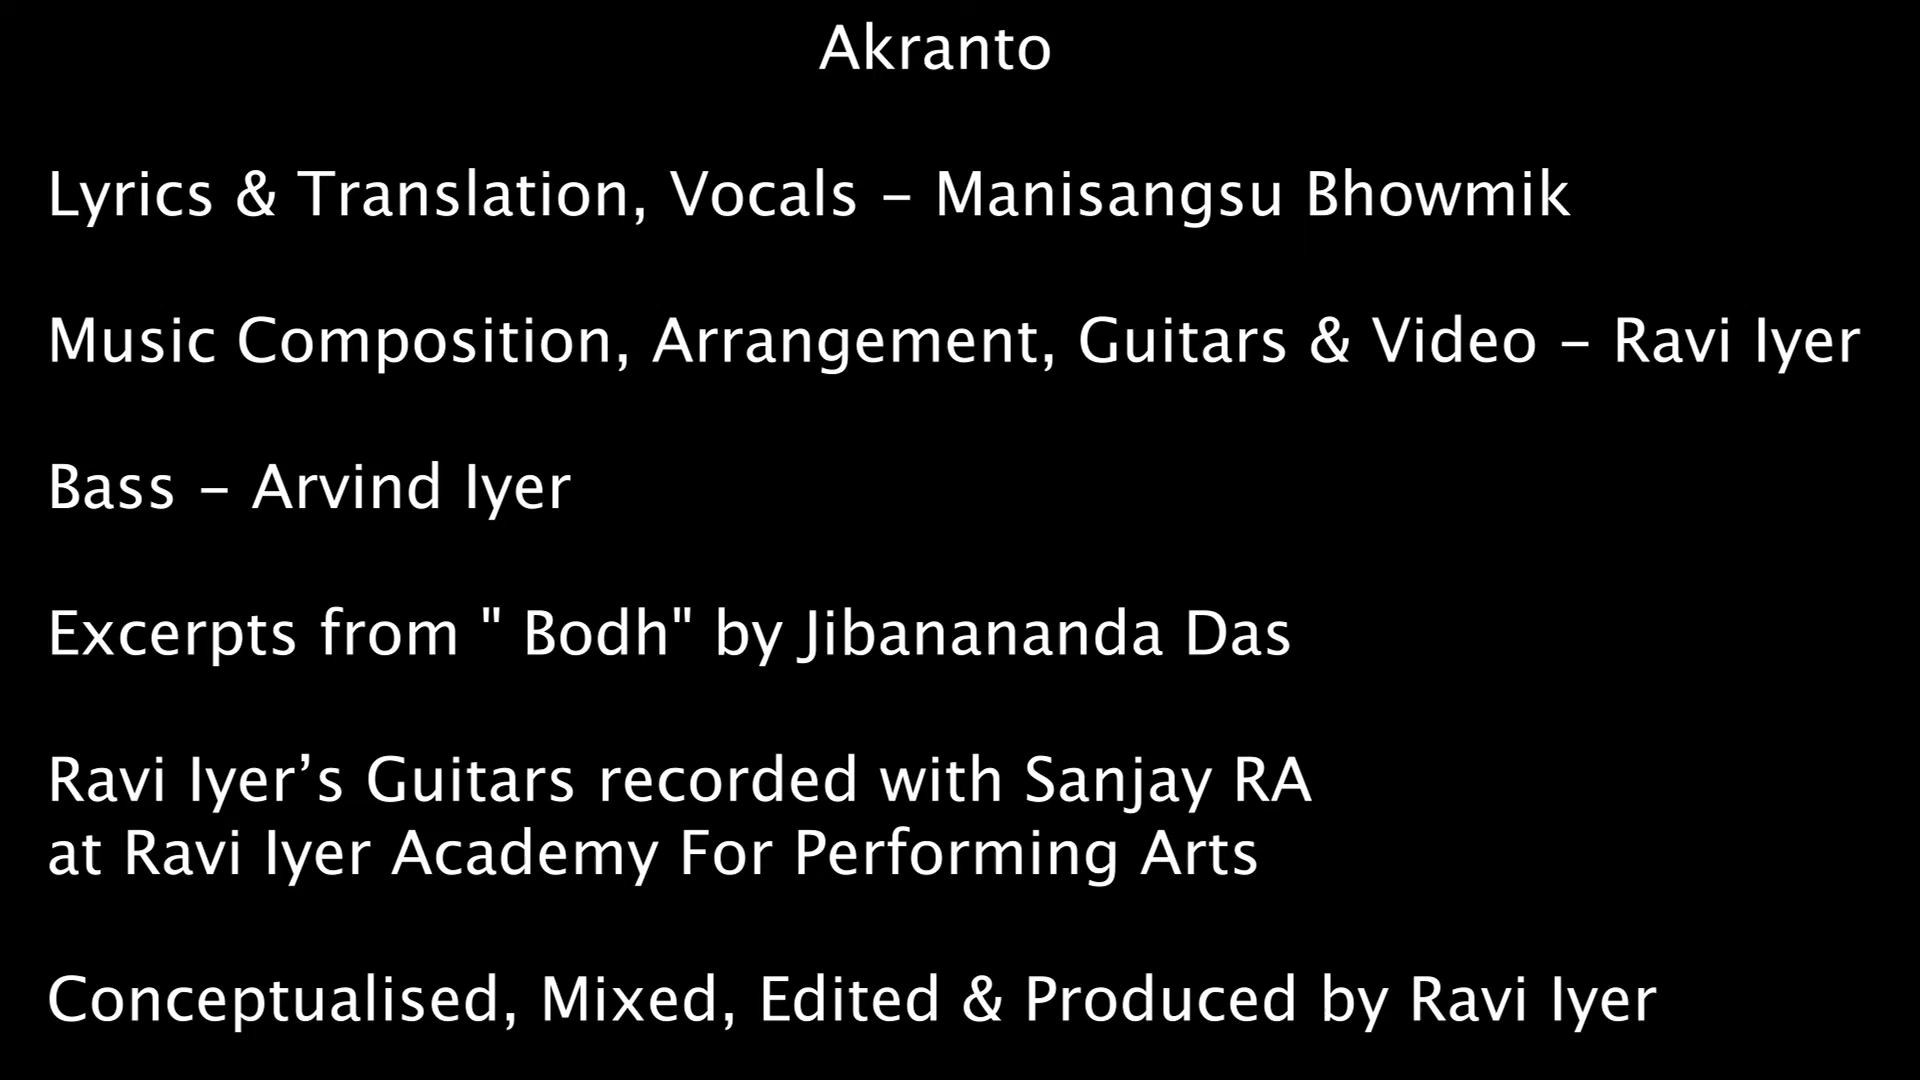 Akranto
Lyrics & Translation, Vocals – Manisangsu Bhowmik
Music Composition, Arrangement, Guitars & Video – Ravi Iyer
Bass – Arvind Iyer
Excerpts from " Bodh" by Jibanananda Das
Ravi Iyer’s Guitars recorded with Sanjay RA
at Ravi Iyer Academy For Performing Arts
Conceptualised, Mixed, Edited & Produced by Ravi Iyer